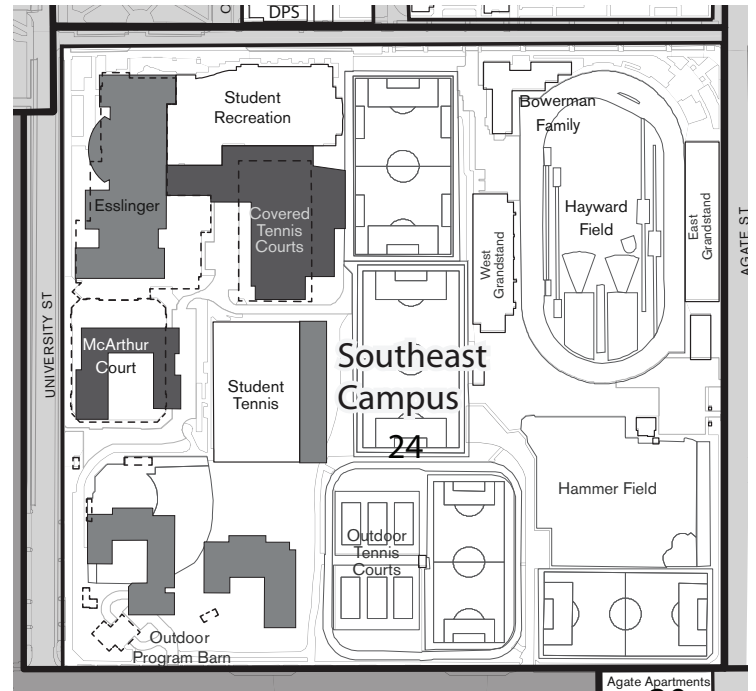 DPS
Student
Recreation
Bowerman
Family
Esslinger
Covered
Tennis
Courts
Hayward
Field
West
Grandstand
East
Grandstand
AGATE ST
UNIVERSITY ST
McArthur
Court
Student
Tennis
Southeast
Campus
24
Hammer Field
Outdoor
Tennis
Courts
Outdoor
Program Barn
Agate Apartments